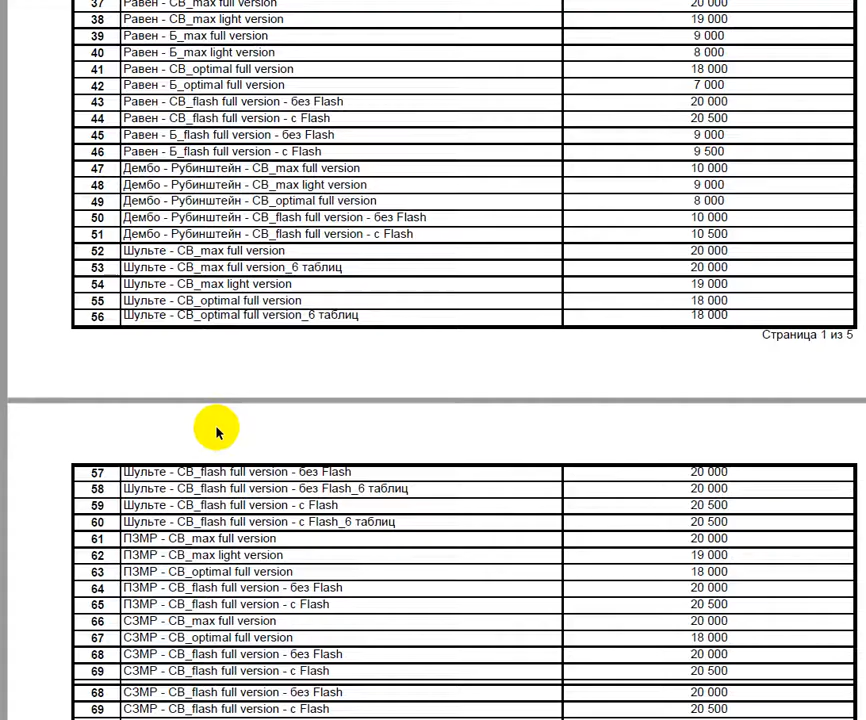 37 Равен - СВ_max full version 20 000
38 Равен - СВ_max light version 19 000
39 Равен - Б_max full version 9 000
40 Равен - Б_max light version 8 000
41 Равен - СВ_optimal full version 18 000
42 Равен - Б_optimal full version 7 000
43 Равен - СВ_flash full version - без Flash 20 000
44 Равен - СВ_flash full version - с Flash 20 500
45 Равен - Б_flash full version - без Flash 9 000
46 Равен - Б_flash full version - с Flash 9 500
47 Дембо - Рубинштейн - СВ_max full version 10 000
48 Дембо - Рубинштейн - СВ_max light version 9 000
49 Дембо - Рубинштейн - СВ_optimal full version 8 000
50 Дембо - Рубинштейн - СВ_flash full version - без Flash 10 000
51 Дембо - Рубинштейн - СВ_flash full version - с Flash 10 500
52 Шульте - СВ_max full version 20 000
53 Шульте - СВ_max full version_6 таблиц 20 000
54 Шульте - СВ_max light version 19 000
55 Шульте - СВ_optimal full version 18 000
56 Шульте - СВ_optimal full version_6 таблиц 18 000
Страница 1 из 5
57 Шульте - СВ_flash full version - без Flash 20 000
58 Шульте - СВ_flash full version - без Flash_6 таблиц 20 000
59 Шульте - СВ_flash full version - с Flash 20 500
60 Шульте - СВ_flash full version - с Flash_6 таблиц 20 500
61 ПЗМР - СВ_max full version 20 000
62 ПЗМР - СВ_max light version 19 000
63 ПЗМР - СВ_optimal full version 18 000
64 ПЗМР - СВ_flash full version - без Flash 20 000
65 ПЗМР - СВ_flash full version - с Flash 20 500
66 СЗМР - СВ_max full version 20 000
67 СЗМР - СВ_optimal full version 18 000
68 СЗМР - СВ_flash full version - без Flash 20 000
69 СЗМР - СВ_flash full version - с Flash 20 500
68 СЗМР - СВ_flash full version - без Flash 20 000
69 СЗМР - СВ_flash full version - с Flash 20 500